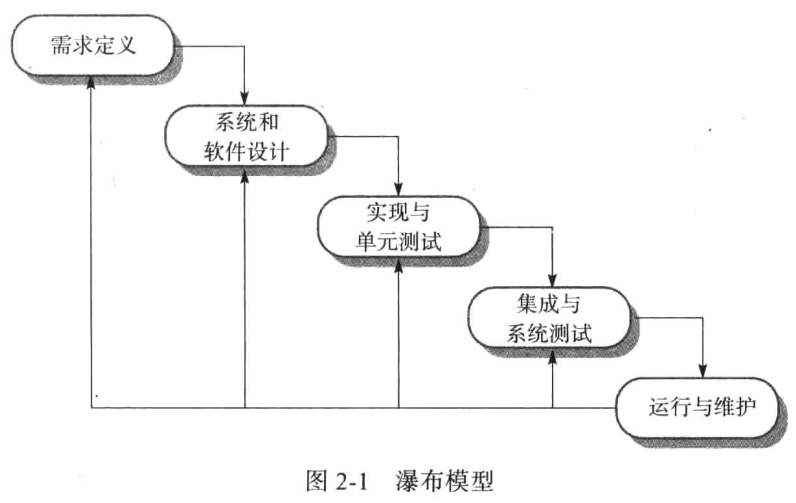 需求定义
系统和
软件设计
实现与
单元测试
集成与
系统测试
运行与维护
图 2-1 瀑布模型